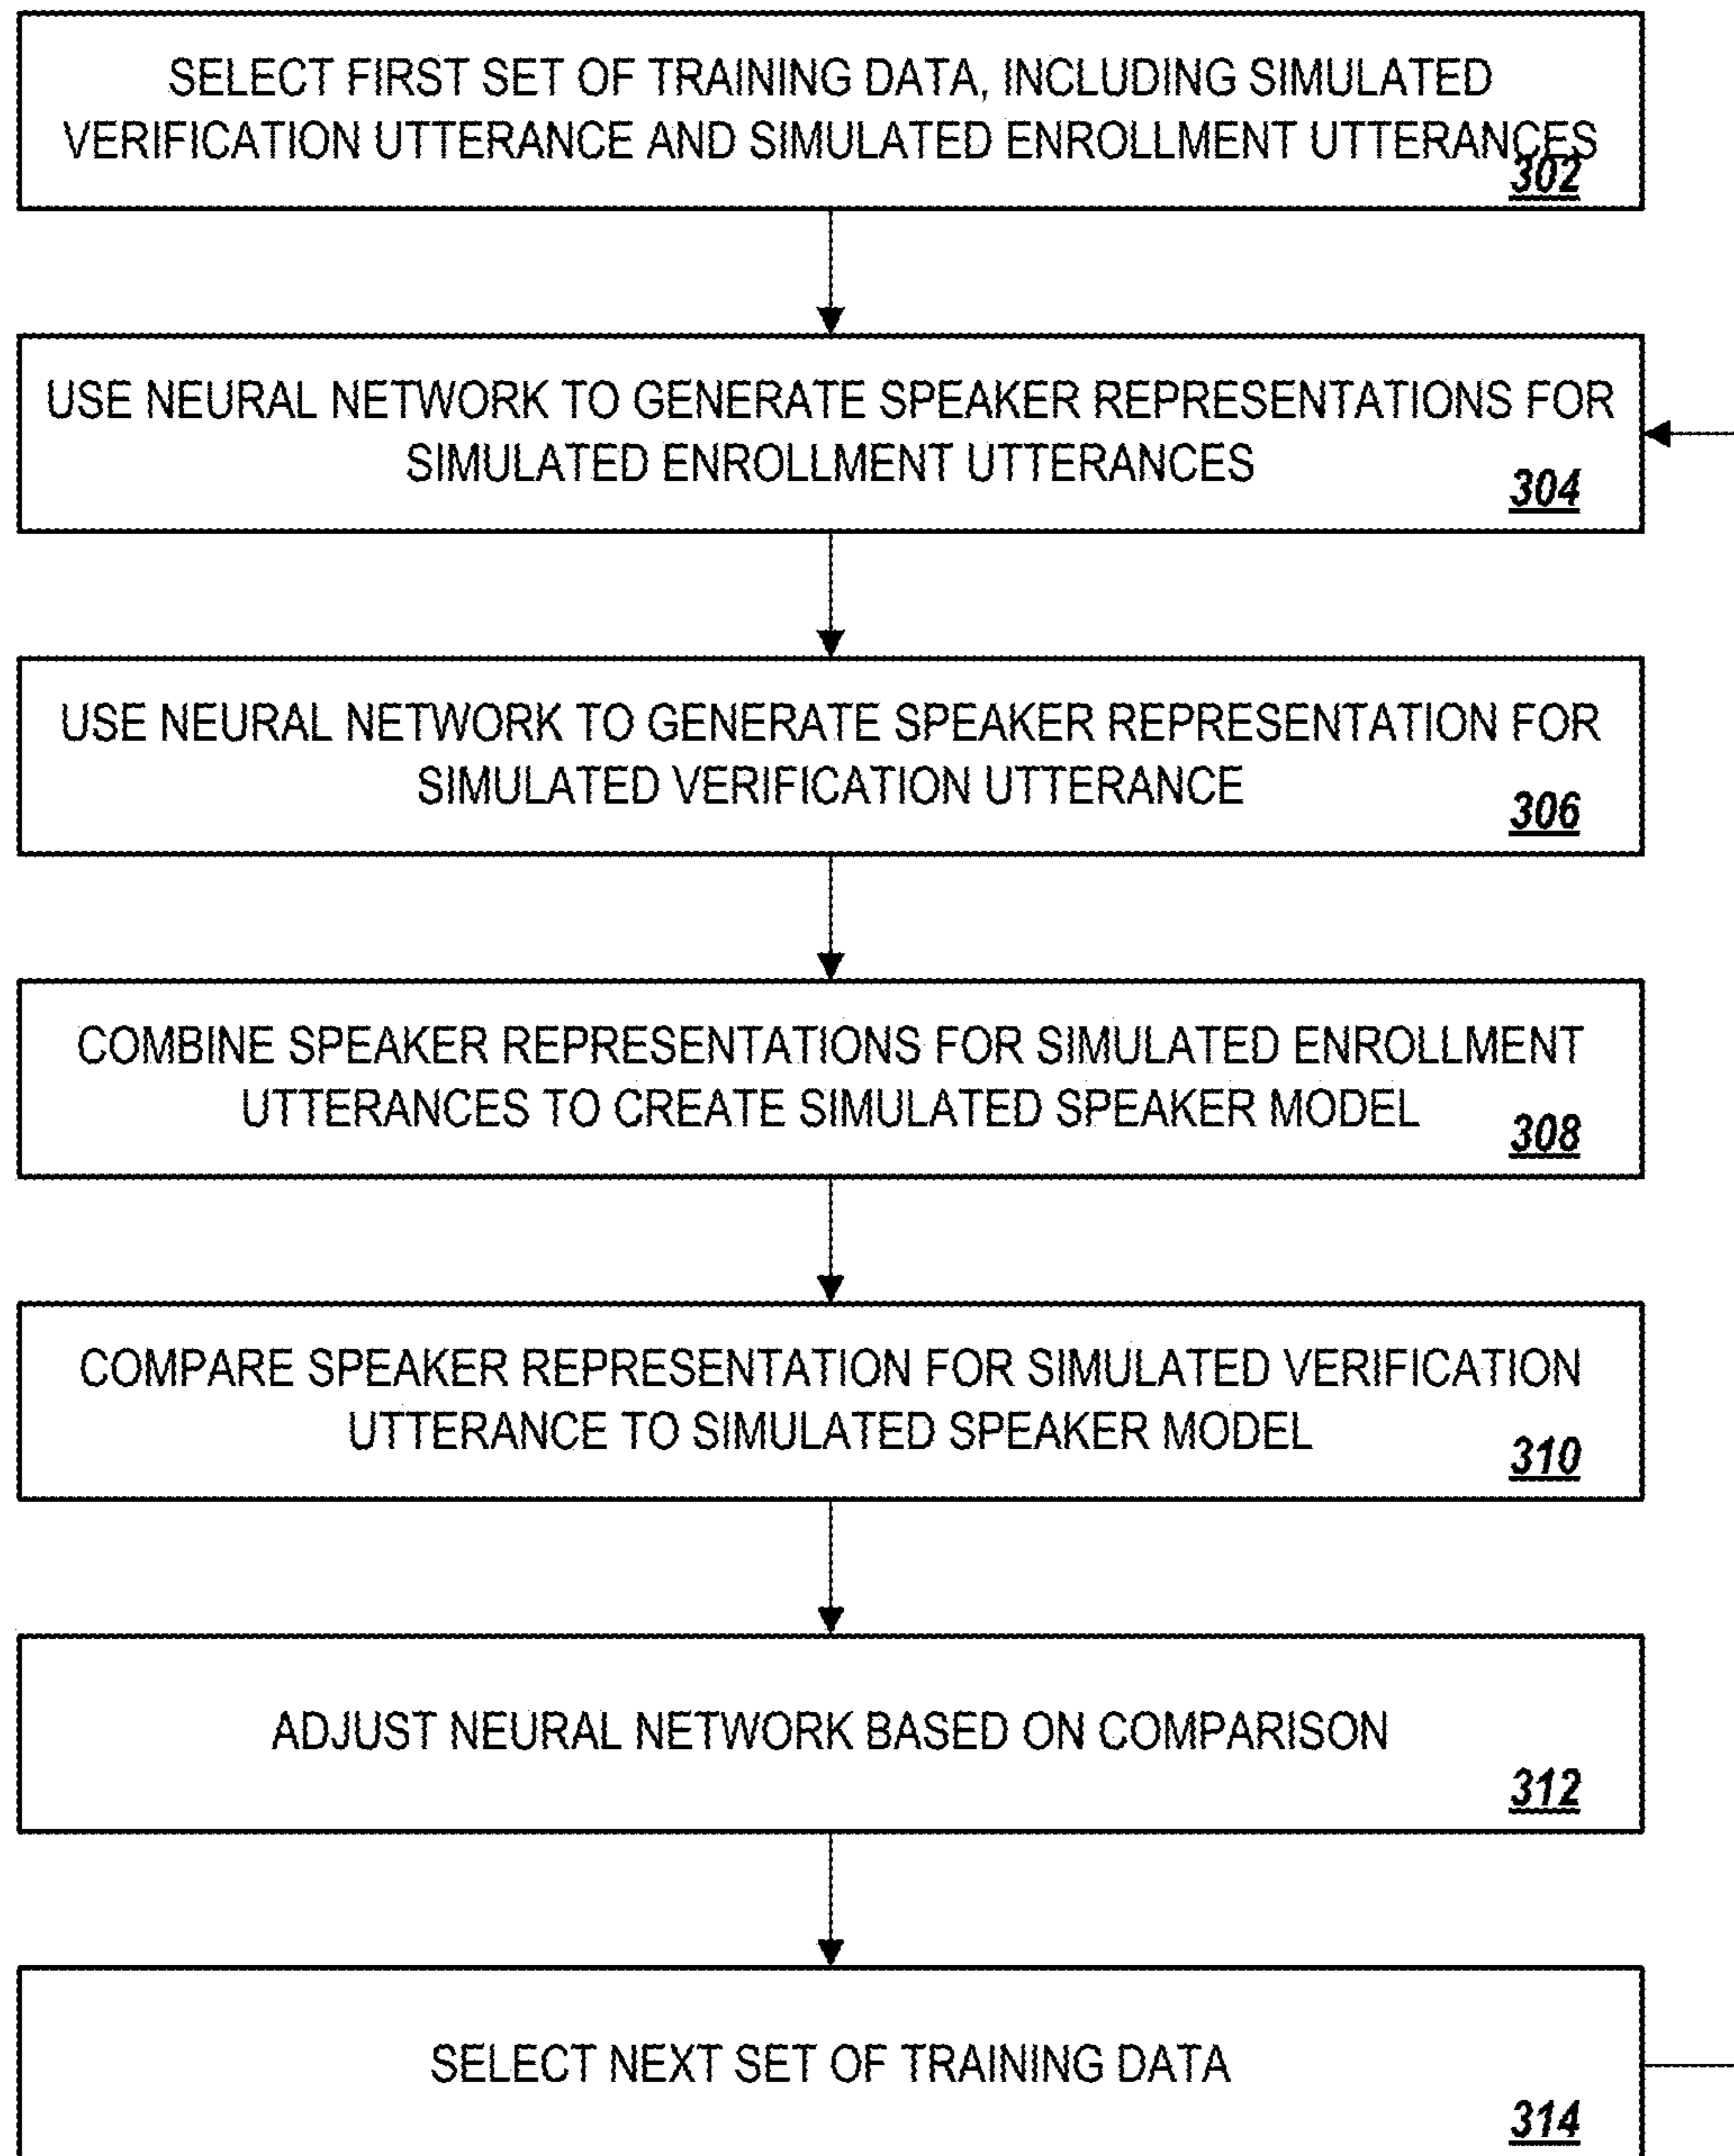 SELECT FIRST SET OF TRAINING DATA, INCLUDING SIMULATED
VERIFICATION UTTERANCE AND SIMULATED ENROLLMENT UTTERANCES
302
USE NEURAL NETWORK TO GENERATE SPEAKER REPRESENTATIONS FOR
SIMULATED ENROLLMENT UTTERANCES
304
USE NEURAL NETWORK TO GENERATE SPEAKER REPRESENTATION FOR
SIMULATED VERIFICATION UTTERANCE
306
COMBINE SPEAKER REPRESENTATIONS FOR SIMULATED ENROLLMENT
UTTERANCES TO CREATE SIMULATED SPEAKER MODEL
308
COMPARE SPEAKER REPRESENTATION FOR SIMULATED VERIFICATION
UTTERANCE TO SIMULATED SPEAKER MODEL
310
ADJUST NEURAL NETWORK BASED ON COMPARISON
312
SELECT NEXT SET OF TRAINING DATA
314